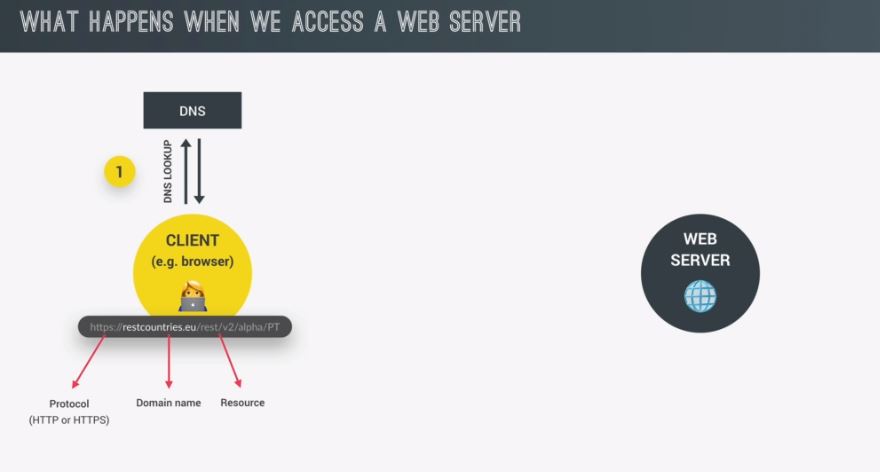 WHAT HAPPENS WHEN WE ACCESS A WEB SERVER
DNS
1
DNS LOOKUP
CLIENT
(e.g. browser)
https://restcountries.eu/rest/v2/alpha/PT
Protocol
(HTTP or HTTPS)
Domain name
Resource
WEB
SERVER